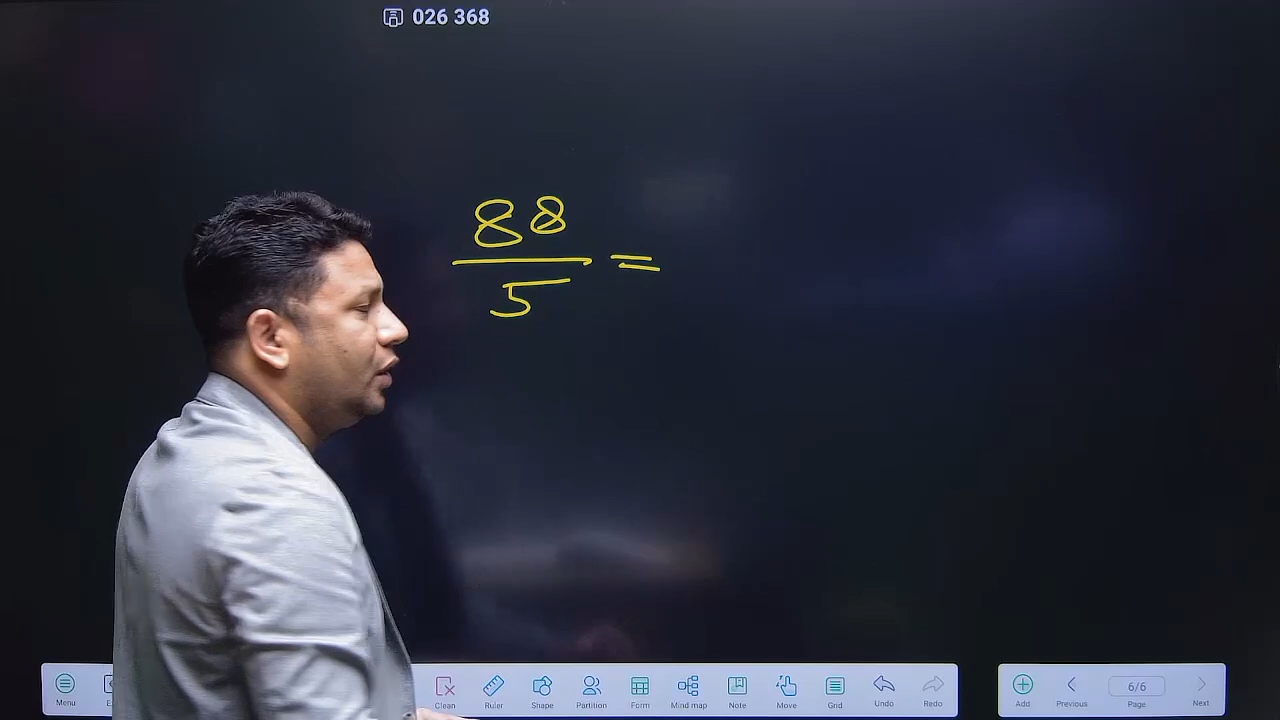 026 368
88
5 =
Menu
Clean
Ruler
Shape
Partition
Form
Mind map
Note
Move
Grid
Undo
Redo
Add
Previous
6/6
Page
Next